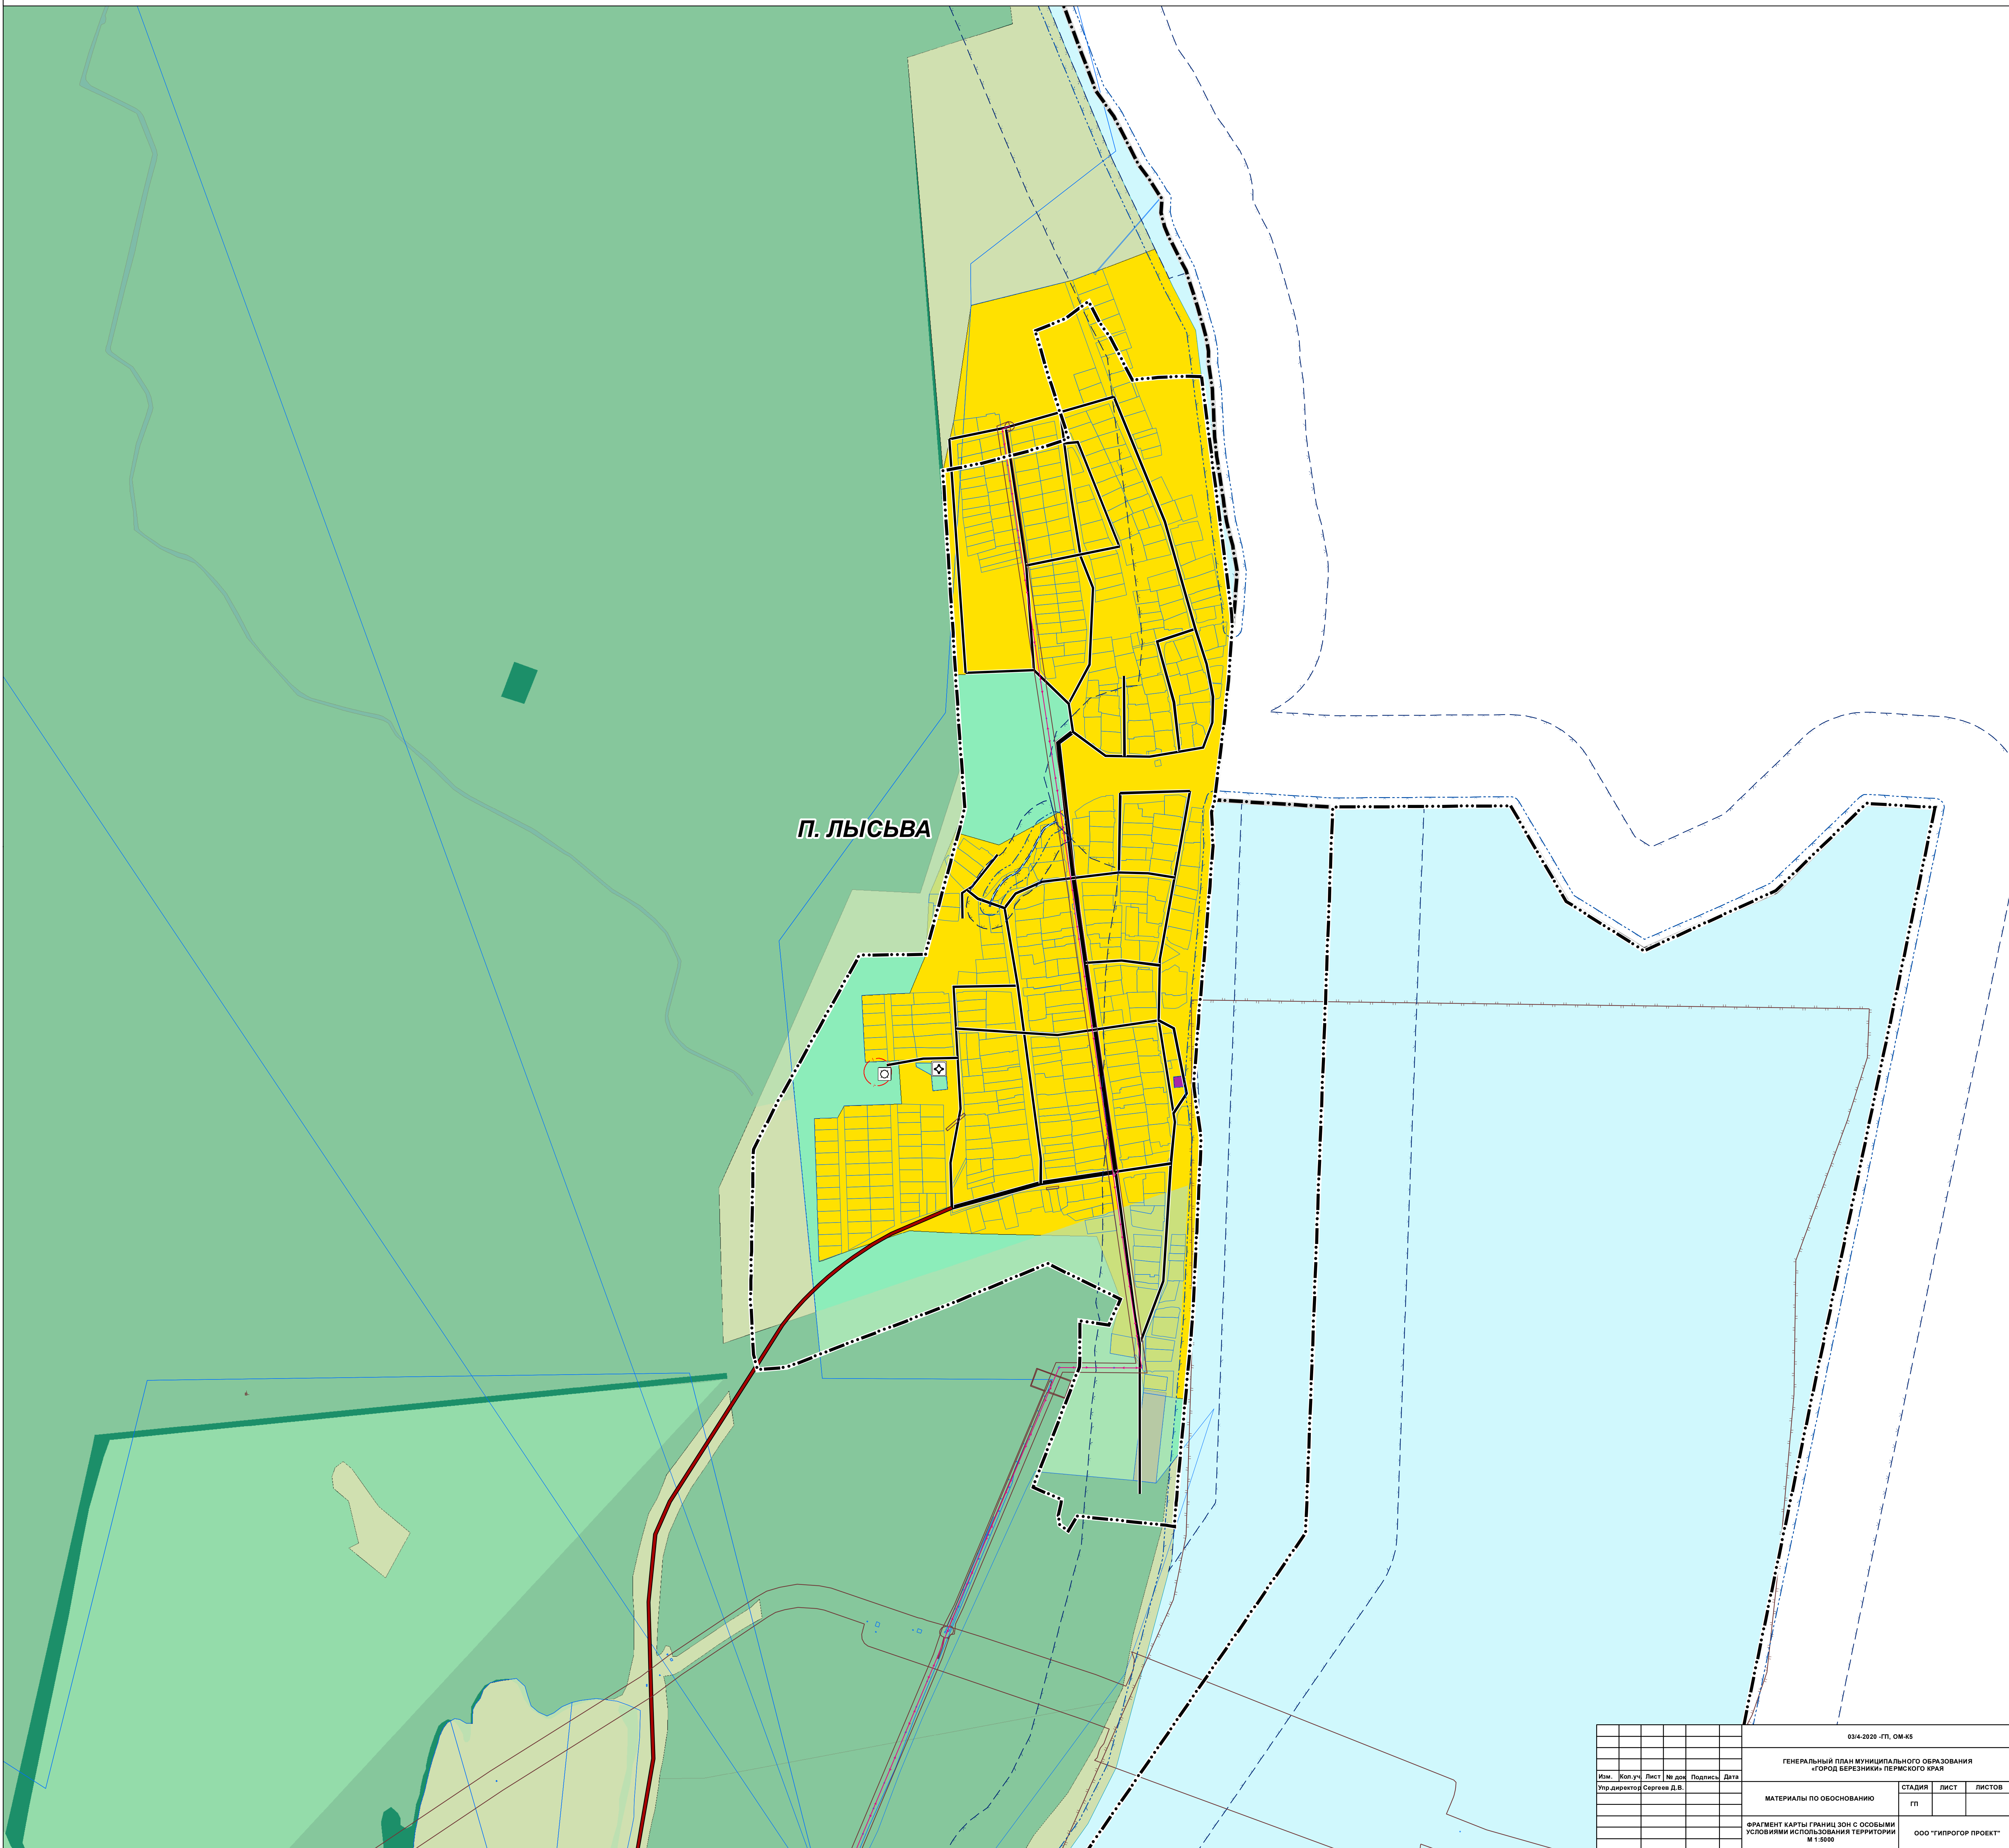 П. ЛЫСЬВА
03/4-2020 -ГП, ОМ-К5
ГЕНЕРАЛЬНЫЙ ПЛАН МУНИЦИПАЛЬНОГО ОБРАЗОВАНИЯ
«ГОРОД БЕРЕЗНИКИ» ПЕРМСКОГО КРАЯ
Изм. Кол.уч Лист № док Подпись Дата
Упр.директор Сергеев Д.В.
МАТЕРИАЛЫ ПО ОБОСНОВАНИЮ
СТАДИЯ ЛИСТ ЛИСТОВ
ГП
ФРАГМЕНТ КАРТЫ ГРАНИЦ ЗОН С ОСОБЫМИ
УСЛОВИЯМИ ИСПОЛЬЗОВАНИЯ ТЕРРИТОРИИ
М 1:5000
ООО "ГИПРОГОР ПРОЕКТ"